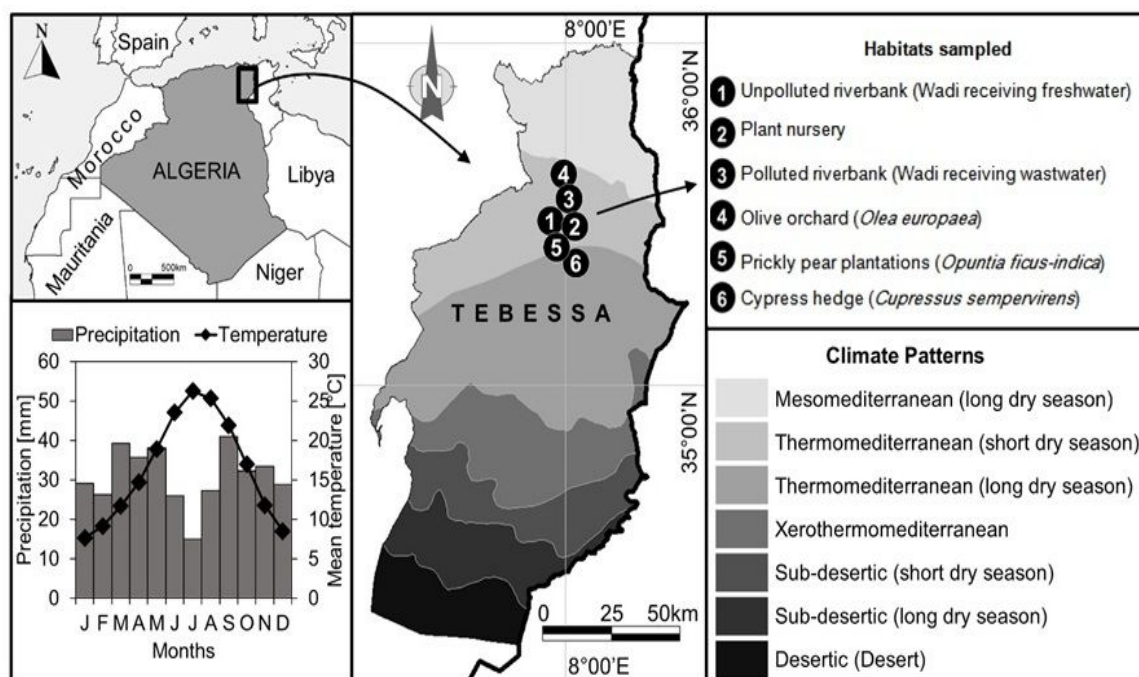 N
Spain
Morocco
ALGERIA
Libya
Mauritania
Niger
0 500km
Precipitation
Temperature
Precipitation [mm]
60
50
40
30
20
10
0
Mean temperature [°C]
30
25
20
15
10
5
0
J F M A M J J A S O N D
Months
8°00'E
N
36°00'N
4
3
1
2
5
6
TEBESSA
35°00'N
0 25 50km
8°00'E
Habitats sampled
1 Unpolluted riverbank (Wadi receiving freshwater)
2 Plant nursery
3 Polluted riverbank (Wadi receiving wastwater)
4 Olive orchard (Olea europaea)
5 Prickly pear plantations (Opuntia ficus-indica)
6 Cypress hedge (Cupressus sempervirens)
Climate Patterns
Mesomediterranean (long dry season)
Thermomediterranean (short dry season)
Thermomediterranean (long dry season)
Xerothermomediterranean
Sub-desertic (short dry season)
Sub-desertic (long dry season)
Desertic (Desert)